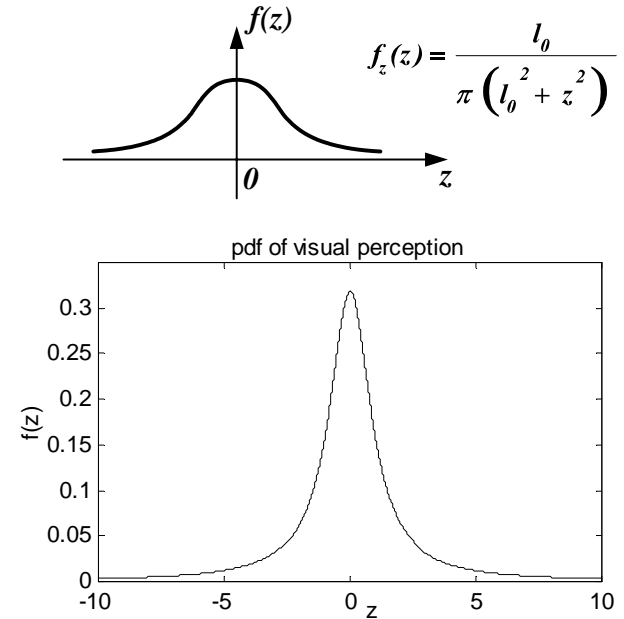 f(z)
f_z(z) = l_0 / π (l_0^2 + z^2)
0
z
pdf of visual perception
f(z)
0.3
0.25
0.2
0.15
0.1
0.05
0
-10 -5 0 5 10
z